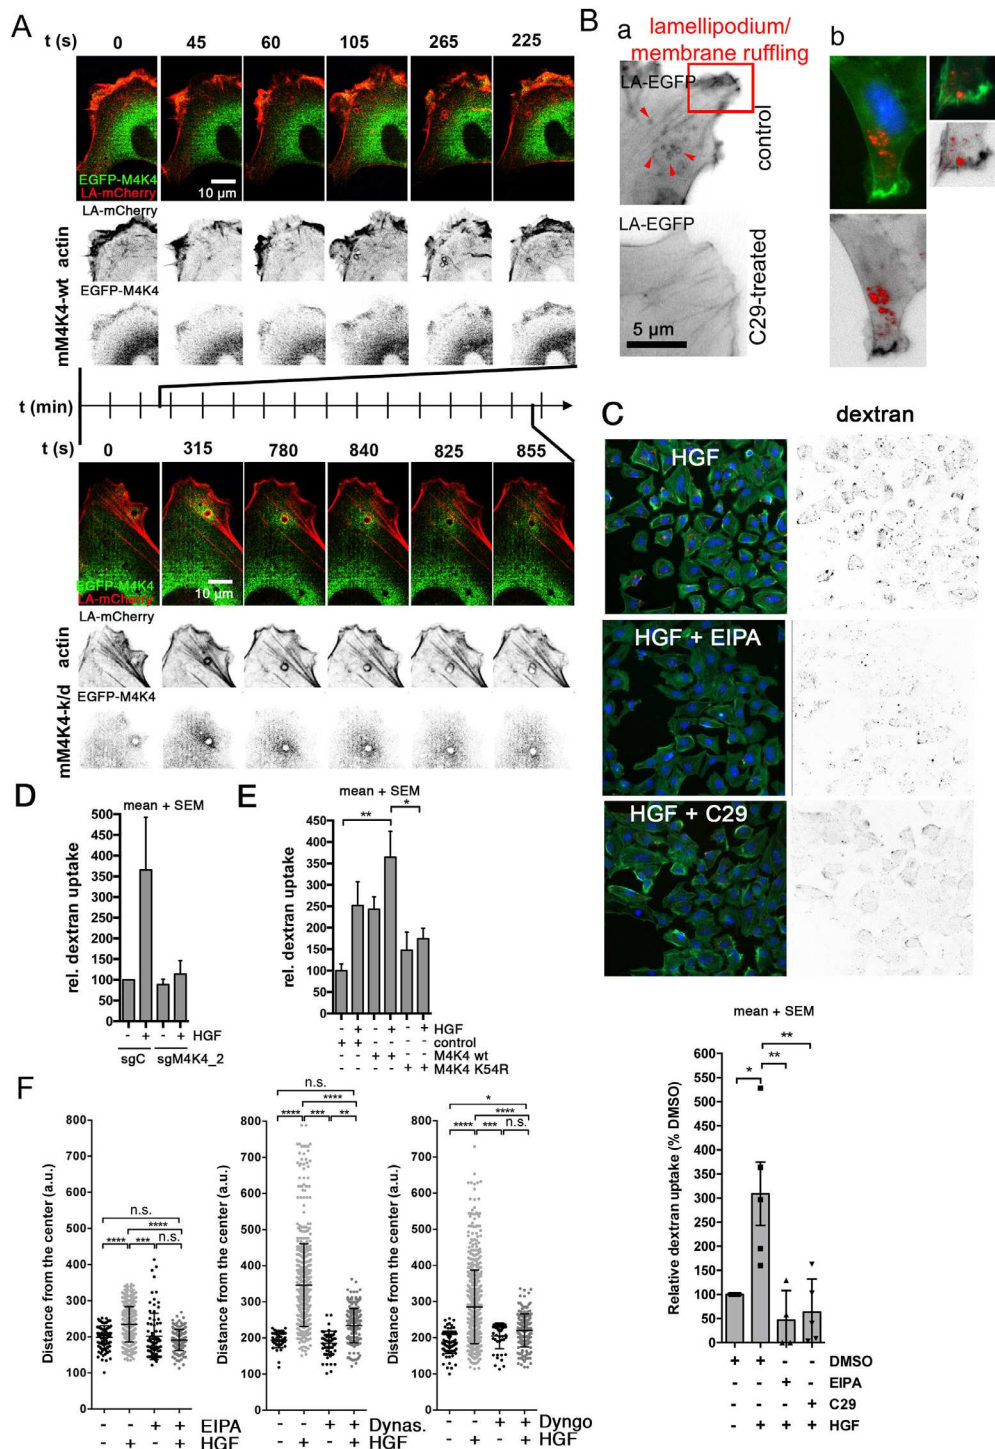 A
t (s) 0 45 60 105 265 225
EGFP-M4K4
LA-mCherry
10 µm
LA-mCherry
actin
EGFP-M4K4
mM4K4-wt
t (min)
t (s) 0 315 780 840 825 855
EGFP-M4K4
LA-mCherry
10 µm
LA-mCherry
actin
EGFP-M4K4
mM4K4-k/d
B
lamellipodium/
membrane ruffling
a
LA-EGFP
control
LA-EGFP
C29-treated
5 µm
b
C
dextran
HGF
HGF + EIPA
HGF + C29
mean + SEM
Relative dextran uptake (% DMSO)
600
550
500
450
400
350
300
250
200
150
100
50
0
* ** **
+ + - - DMSO
- - + - EIPA
- - - + C29
- + + + HGF
D
mean + SEM
rel. dextran uptake
500
450
400
350
300
250
200
150
100
50
0
- + - + HGF
sgC sgM4K4_2
E
mean + SEM
rel. dextran uptake
450
400
350
300
250
200
150
100
50
0
** *
- + - + - + HGF
+ + control
+ + M4K4 wt
+ + M4K4 K54R
F
Distance from the center (a.u.)
800
700
600
500
400
300
200
100
n.s.
****
**** *** n.s.
- - + + EIPA
- + - + HGF
Distance from the center (a.u.)
800
700
600
500
400
300
200
100
0
n.s.
****
**** *** **
- - + + Dynas.
- + - + HGF
Distance from the center (a.u.)
800
700
600
500
400
300
200
100
0
*
****
**** *** n.s.
- - + + Dyngo
- + - + HGF